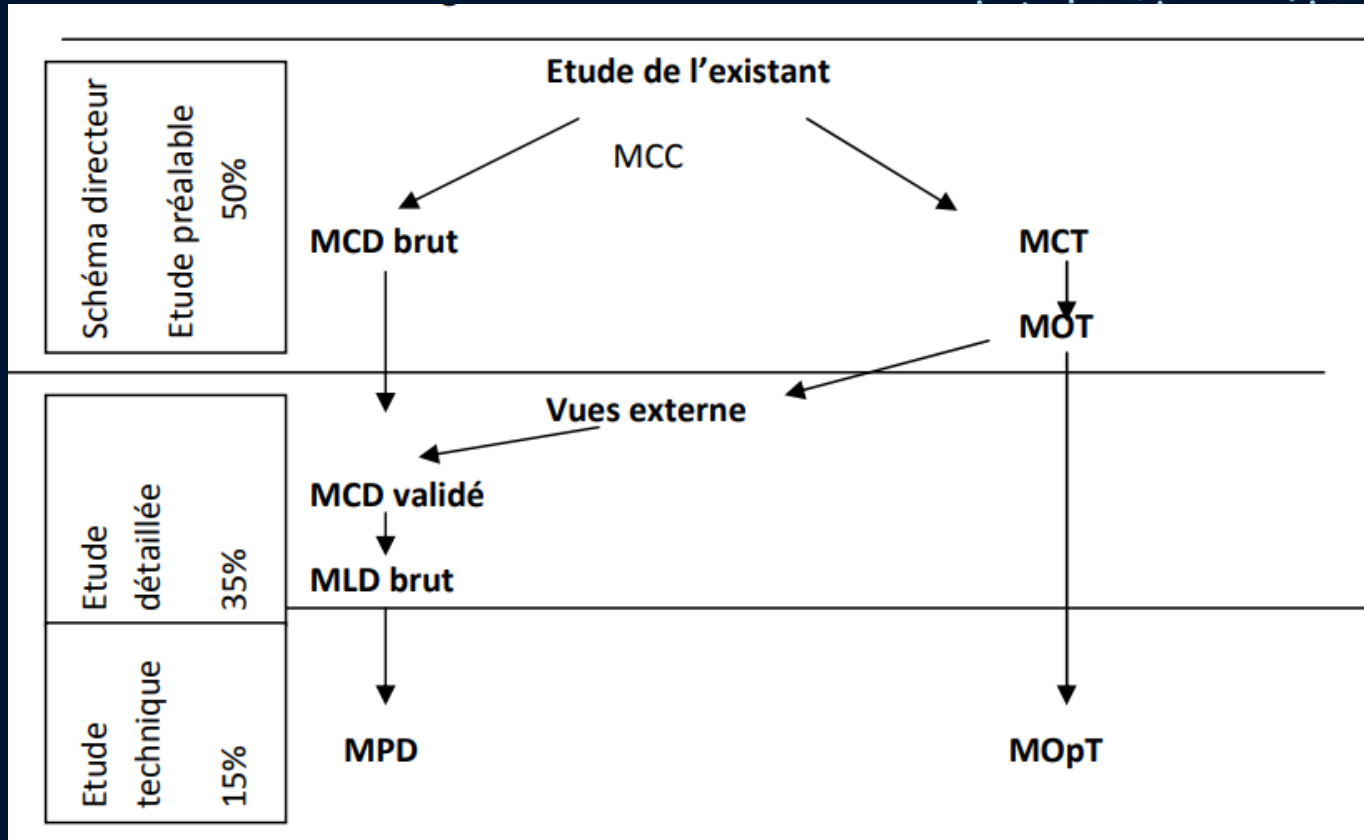 Etude de l'existant
MCC
MCD brut
MCT
MOT
Schéma directeur
Etude préalable
50%
Vues externe
MCD validé
MLD brut
Etude
détaillée
35%
MPD
MOpT
Etude
technique
15%